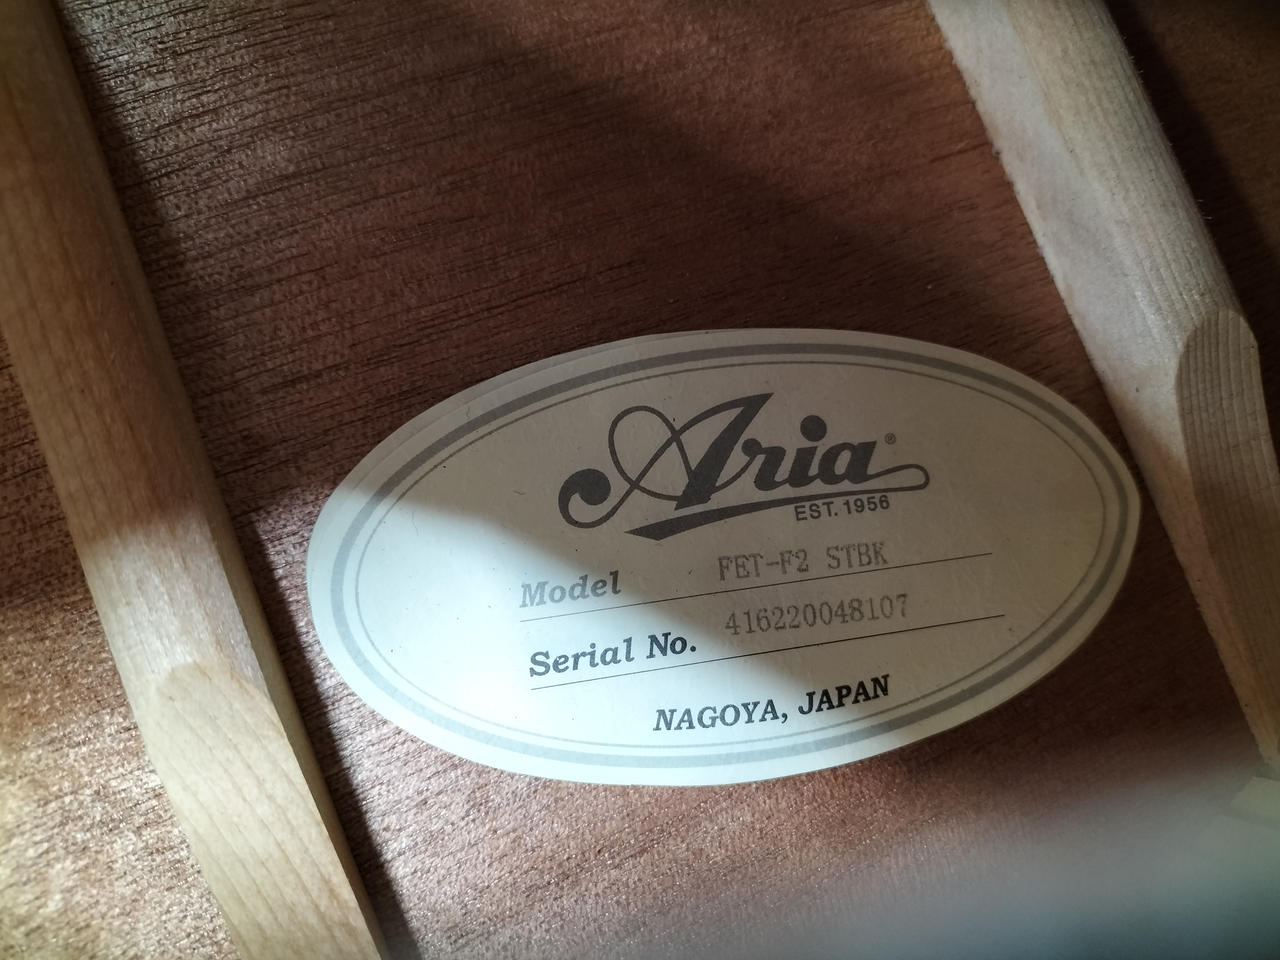 Aria®
EST. 1956
Model FET-F2 STBK
Serial No. 416220048107
NAGOYA, JAPAN